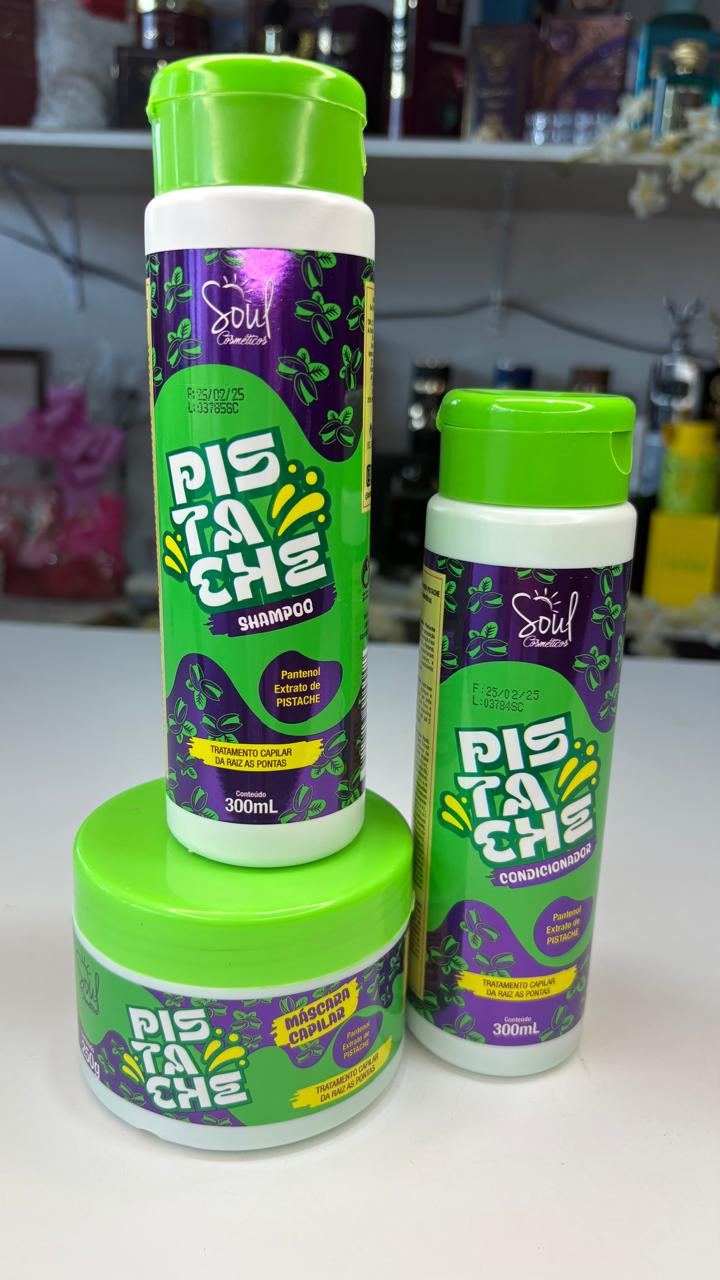 Soul
Cosméticos
F:25/02/25
L:03785SC
PIS
TA
CHE
SHAMPOO
Pantenol
Extrato de
PISTACHE
TRATAMENTO CAPILAR
DA RAIZ AS PONTAS
Conteúdo
300mL
Soul
Cosméticos
F:25/02/25
L:03784SC
PIS
TA
CHE
CONDICIONADOR
Pantenol
Extrato de
PISTACHE
TRATAMENTO CAPILAR
DA RAIZ AS PONTAS
Conteúdo
300mL
Soul
250g
PIS
TA
CHE
MÁSCARA
CAPILAR
Pantenol
Extrato de
PISTACHE
TRATAMENTO CAPILAR
DA RAIZ AS PONTAS